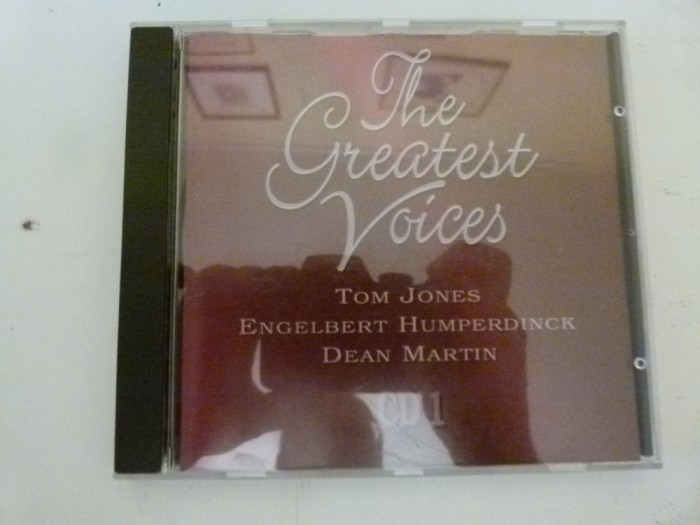 The
Greatest
Voices
TOM JONES
ENGELBERT HUMPERDINCK
DEAN MARTIN
CD 1